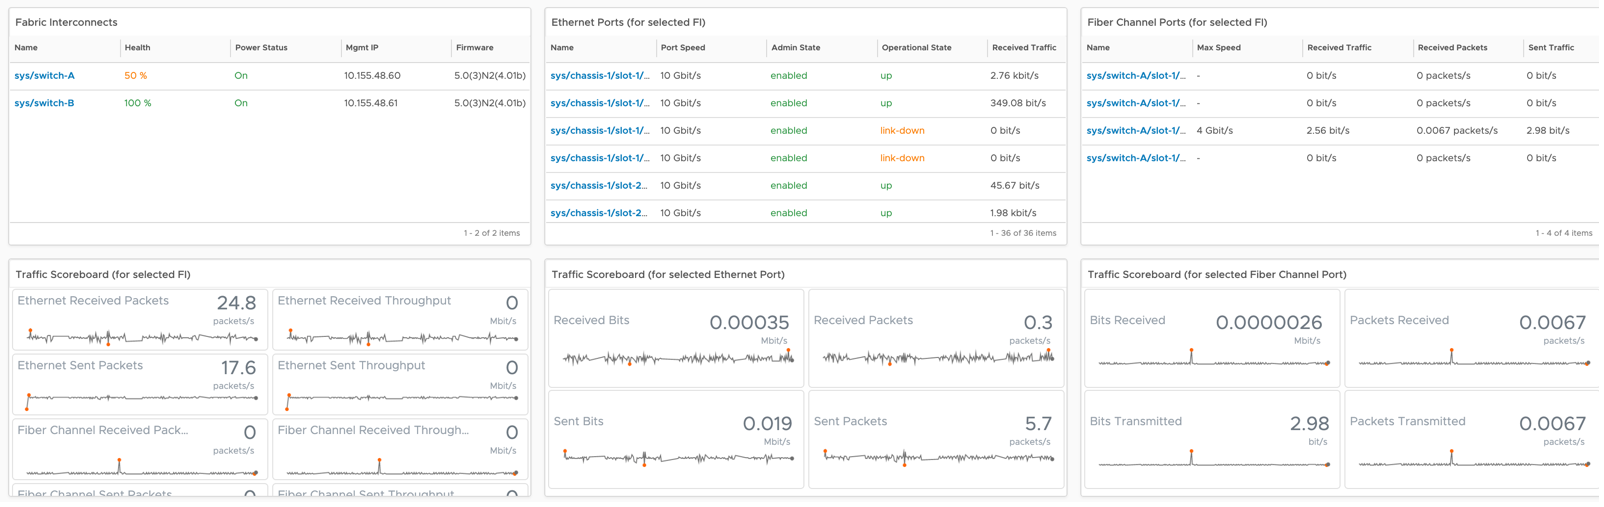 Fabric Interconnects
Name Health Power Status Mgmt IP Firmware
sys/switch-A 50 % On 10.155.48.60 5.0(3)N2(4.01b)
sys/switch-B 100 % On 10.155.48.61 5.0(3)N2(4.01b)
1 - 2 of 2 items
Ethernet Ports (for selected FI)
Name Port Speed Admin State Operational State Received Traffic
sys/chassis-1/slot-1/... 10 Gbit/s enabled up 2.76 kbit/s
sys/chassis-1/slot-1/... 10 Gbit/s enabled up 349.08 bit/s
sys/chassis-1/slot-1/... 10 Gbit/s enabled link-down 0 bit/s
sys/chassis-1/slot-1/... 10 Gbit/s enabled link-down 0 bit/s
sys/chassis-1/slot-2... 10 Gbit/s enabled up 45.67 bit/s
sys/chassis-1/slot-2... 10 Gbit/s enabled up 1.98 kbit/s
1 - 36 of 36 items
Fiber Channel Ports (for selected FI)
Name Max Speed Received Traffic Received Packets Sent Traffic
sys/switch-A/slot-1/... - 0 bit/s 0 packets/s 0 bit/s
sys/switch-A/slot-1/... - 0 bit/s 0 packets/s 0 bit/s
sys/switch-A/slot-1/... 4 Gbit/s 2.56 bit/s 0.0067 packets/s 2.98 bit/s
sys/switch-A/slot-1/... - 0 bit/s 0 packets/s 0 bit/s
1 - 4 of 4 items
Traffic Scoreboard (for selected FI)
Ethernet Received Packets 24.8
packets/s
Ethernet Received Throughput 0
Mbit/s
Ethernet Sent Packets 17.6
packets/s
Ethernet Sent Throughput 0
Mbit/s
Fiber Channel Received Pack... 0
packets/s
Fiber Channel Received Through... 0
Mbit/s
Fiber Channel Sent Packets 0
Fiber Channel Sent Throughput 0
Traffic Scoreboard (for selected Ethernet Port)
Received Bits 0.00035
Mbit/s
Received Packets 0.3
packets/s
Sent Bits 0.019
Mbit/s
Sent Packets 5.7
packets/s
Traffic Scoreboard (for selected Fiber Channel Port)
Bits Received 0.0000026
Mbit/s
Packets Received 0.0067
packets/s
Bits Transmitted 2.98
bit/s
Packets Transmitted 0.0067
packets/s